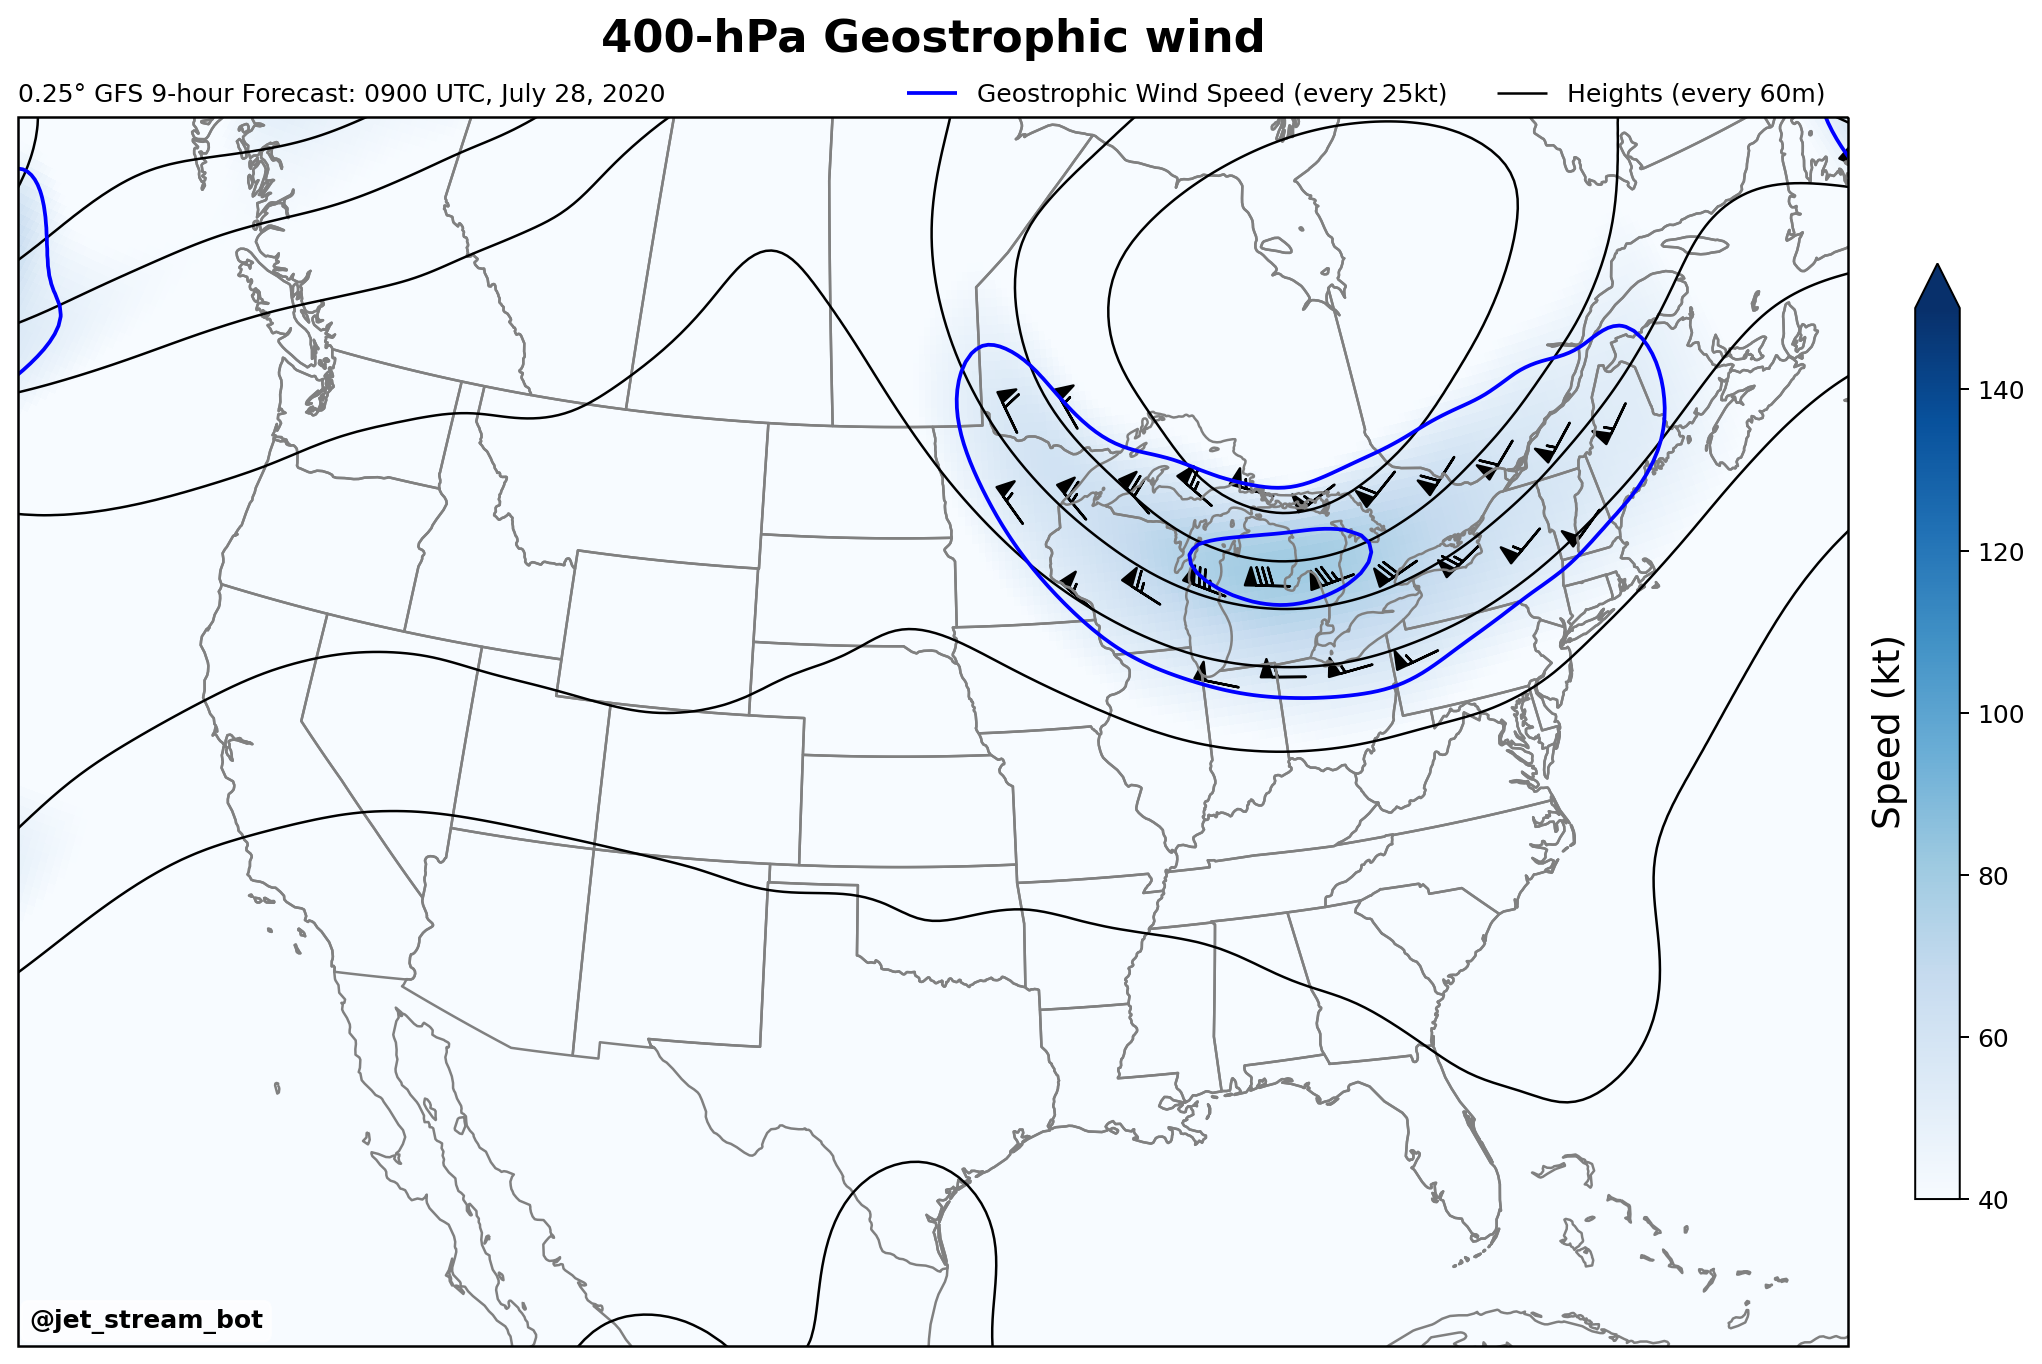 400-hPa Geostrophic wind
0.25° GFS 9-hour Forecast: 0900 UTC, July 28, 2020
Geostrophic Wind Speed (every 25kt)
Heights (every 60m)
140
120
100
80
60
40
Speed (kt)
@jet_stream_bot